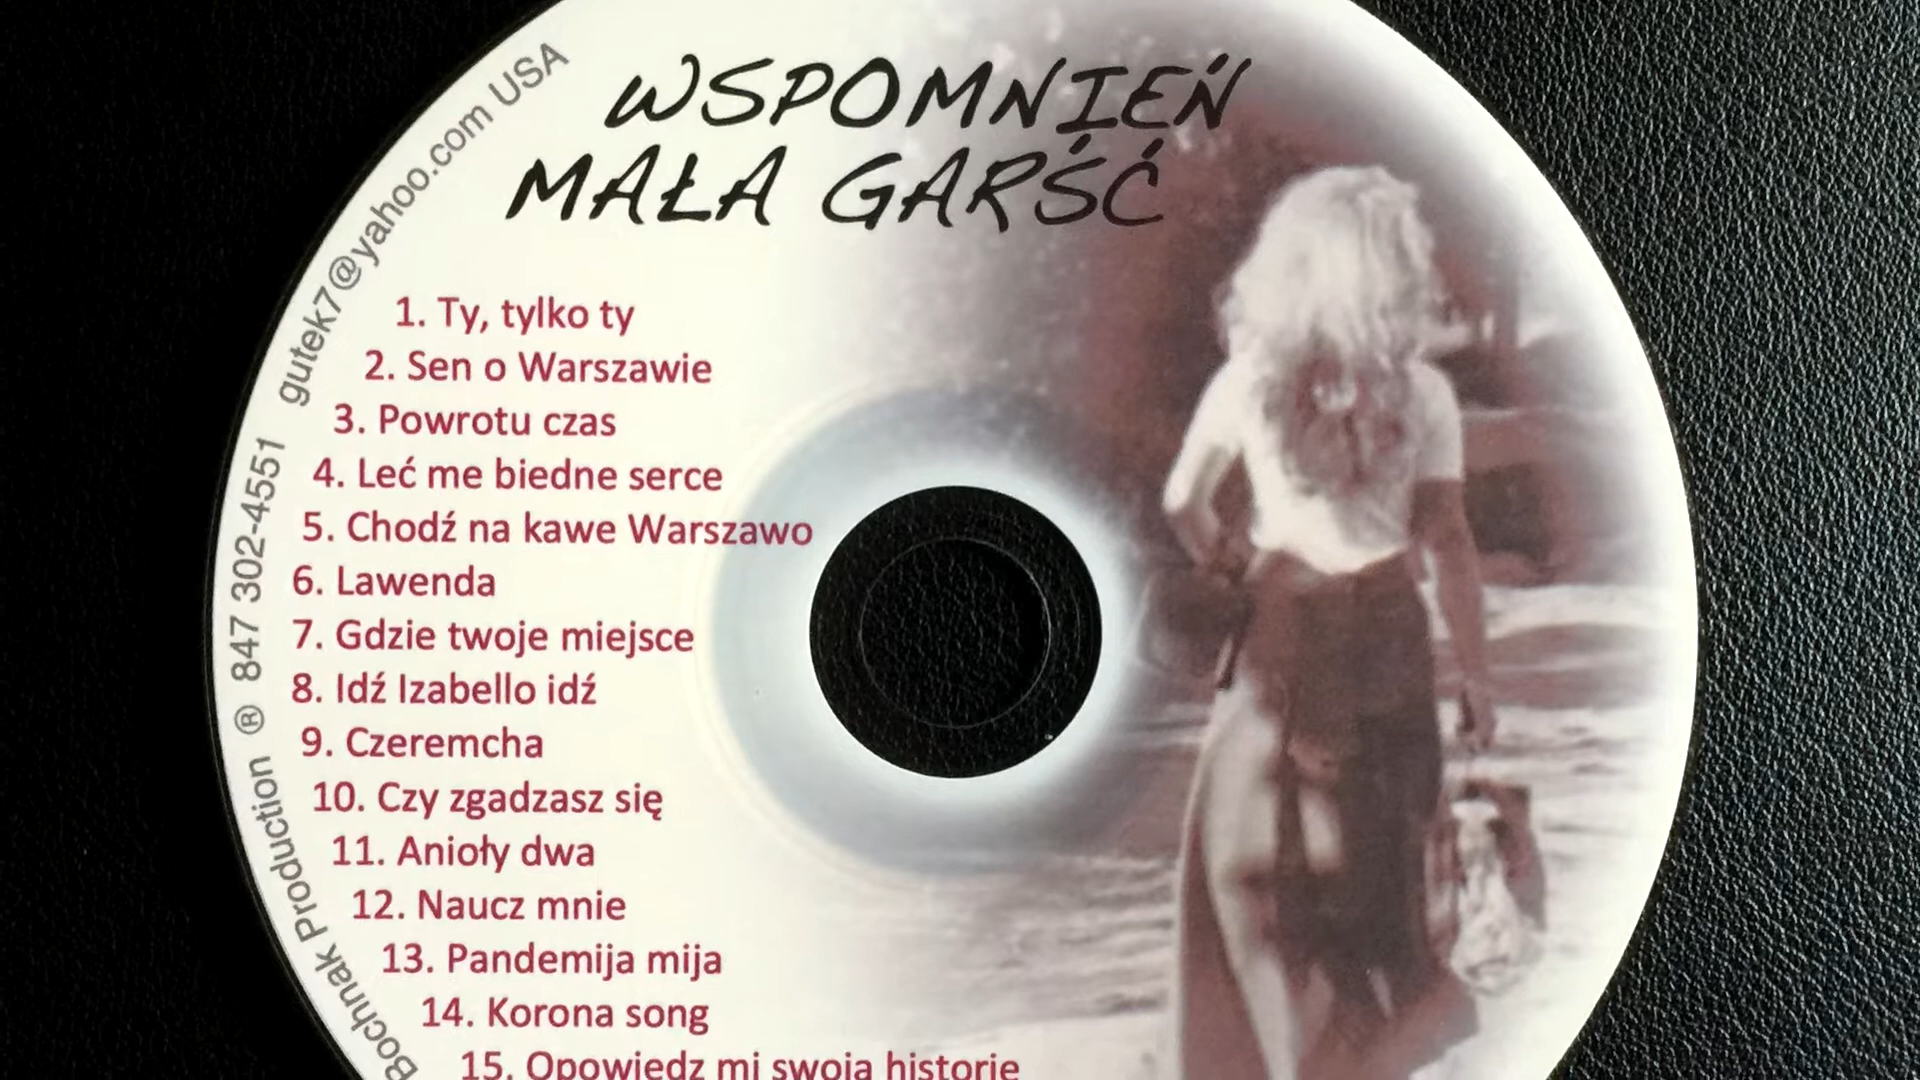 WSPOMNIEŃ
MAŁA GARŚĆ
1. Ty, tylko ty
2. Sen o Warszawie
3. Powrotu czas
4. Leć me biedne serce
5. Chodź na kawe Warszawo
6. Lawenda
7. Gdzie twoje miejsce
8. Idź Izabello idź
9. Czeremcha
10. Czy zgadzasz się
11. Anioły dwa
12. Naucz mnie
13. Pandemija mija
14. Korona song
15. Opowiedz mi swoja historie
Bochnak Production ® 847 302-4551 gutek7@yahoo.com USA